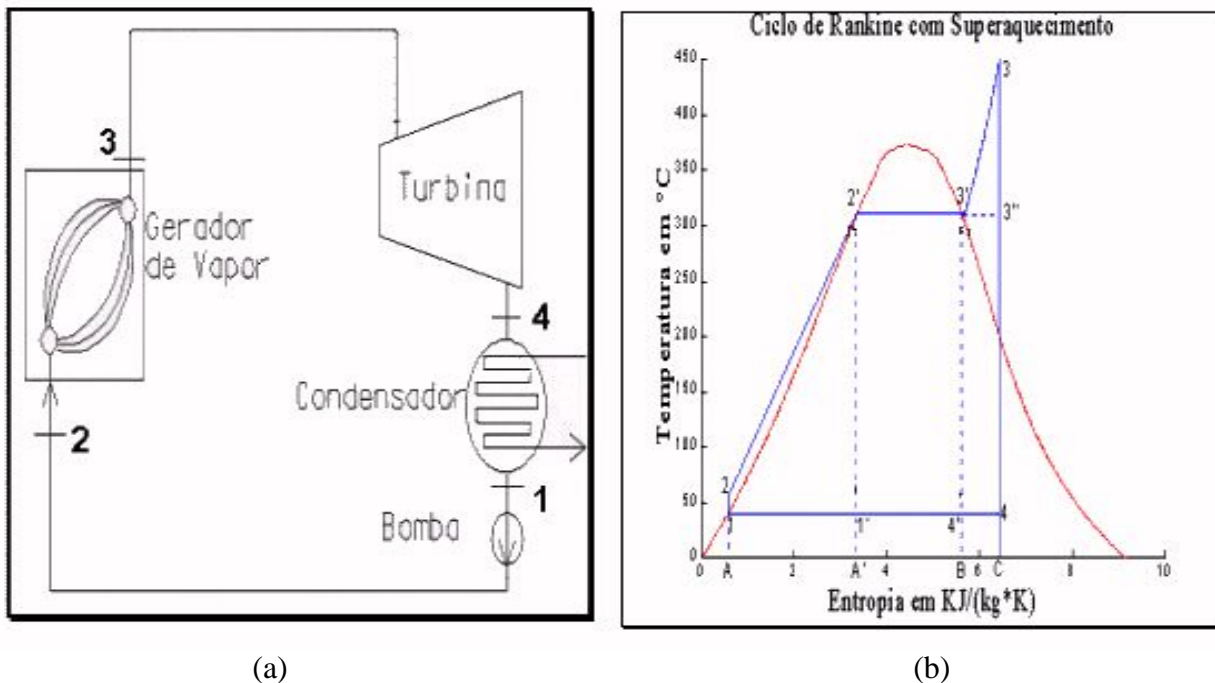 3
Turbina
Gerador
de Vapor
4
Condensador
2
1
Bomba
(a)
Ciclo de Rankine com Superaquecimento
Temperatura em °C
450
400
350
300
250
200
150
100
50
0
3
2'
3'
3''
2
1
1'
4'
4
0
A
2
A'
4
B
6
C
8
10
Entropia em KJ/(kg*K)
(b)